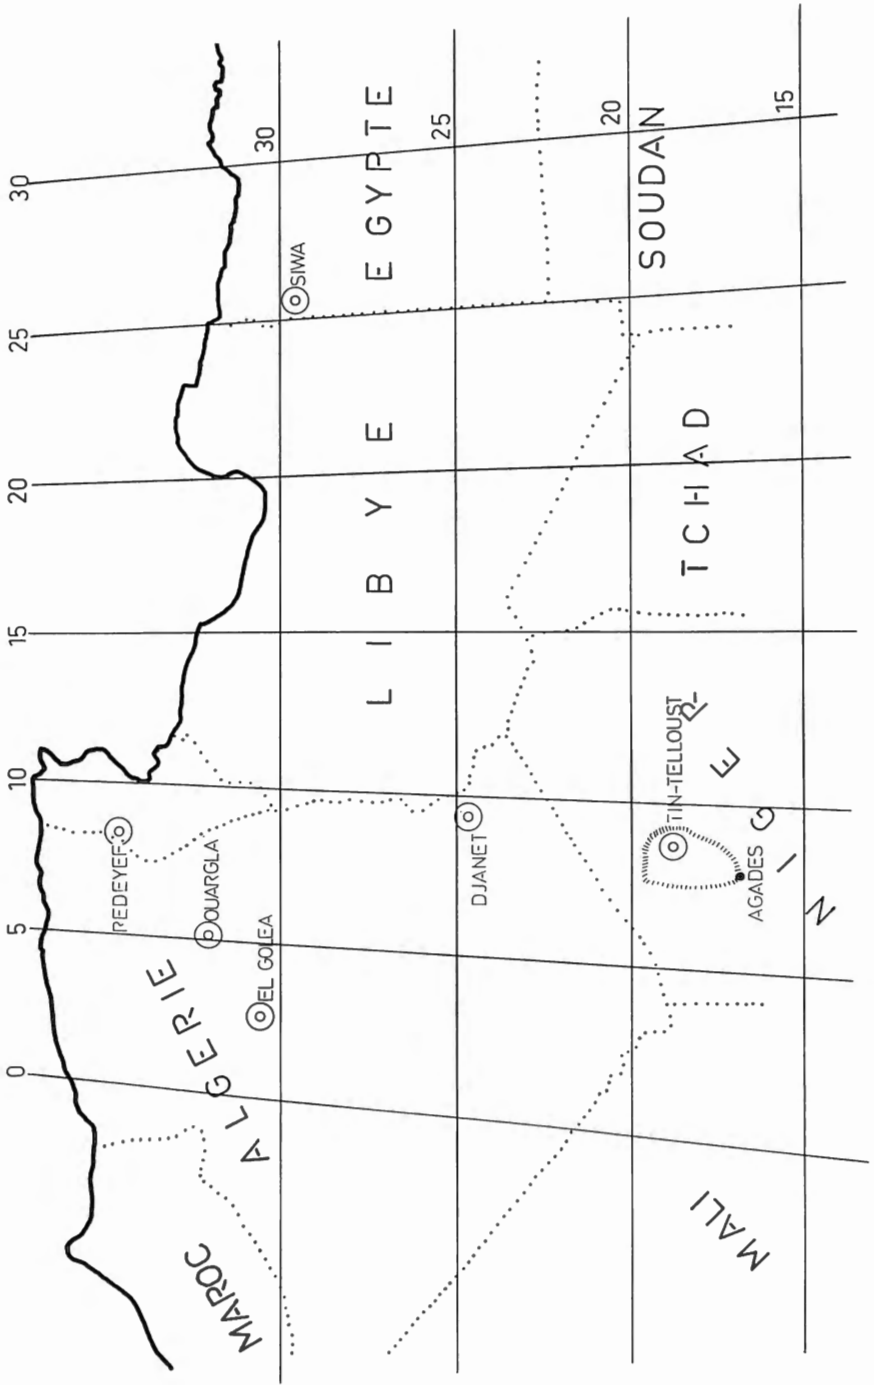 0
5
10
15
20
25
30
30
25
20
15
MAROC
ALGERIE
LIBYE
EGYPTE
SOUDAN
TCHAD
NIGER
MALI
REDEYEF
OUARGLA
EL GOLEA
SIWA
DJANET
TIN-TELLOUST
AGADES